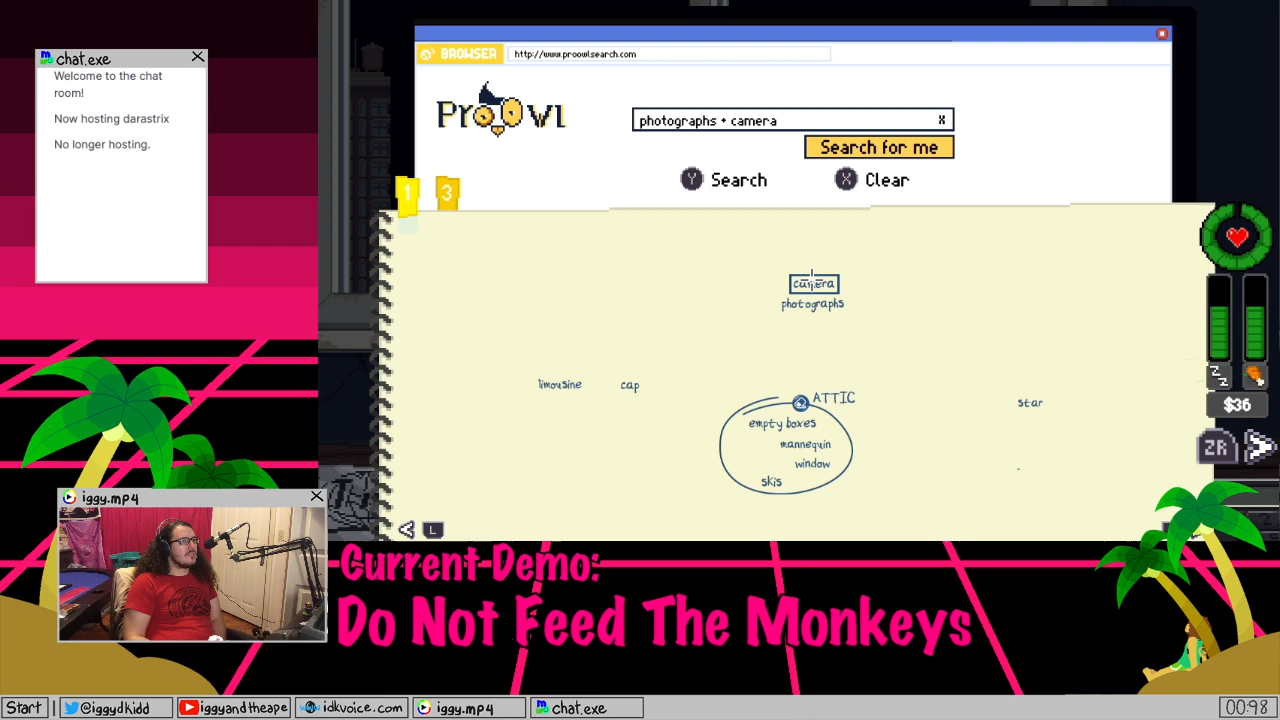 chat.exe
Welcome to the chat
room!
Now hosting darastrix
No longer hosting.
BROWSER
http://www.proowlsearch.com
PrOOwl
photographs + camera X
Search for me
Y Search X Clear
1 3
camera
photographs
limousine cap
ATTIC
empty boxes
mannequin
window
skis
star
$36
ZR
L
iggy.mp4
Current Demo:
Do Not Feed The Monkeys
Start | @iggydkidd iggyandtheape idkvoice.com iggy.mp4 chat.exe 00:98